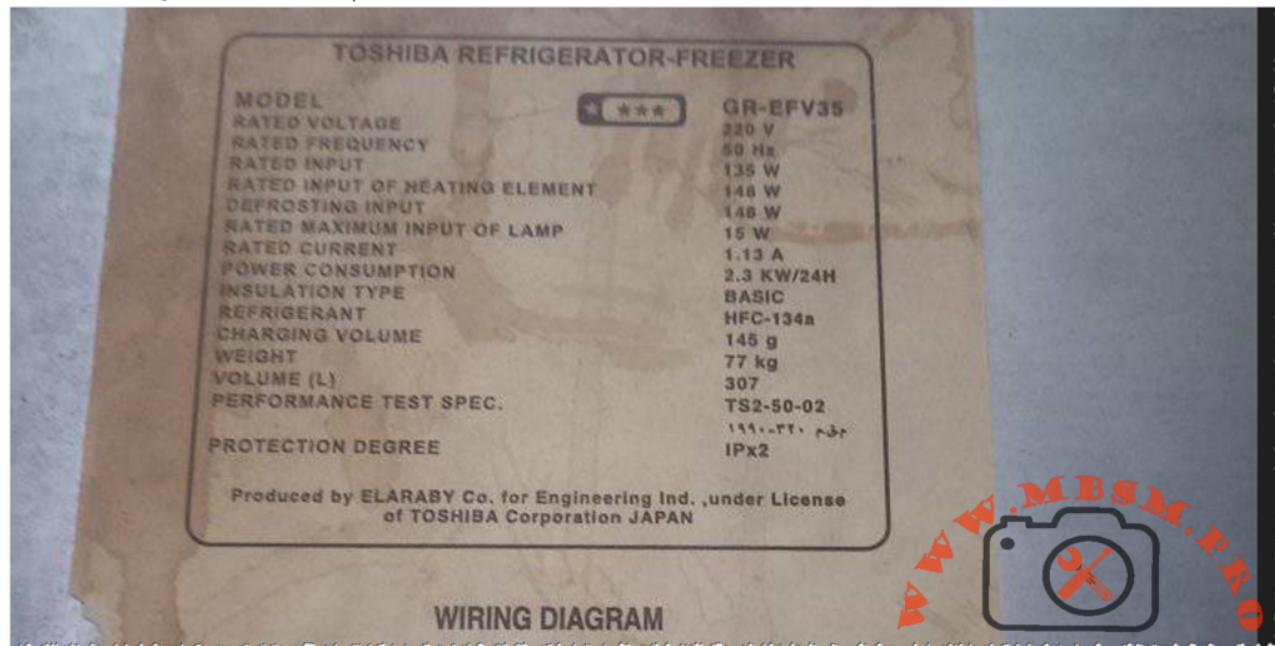 TOSHIBA REFRIGERATOR-FREEZER
MODEL GR-EFV35
RATED VOLTAGE 220 V
RATED FREQUENCY 50 Hz
RATED INPUT 135 W
RATED INPUT OF HEATING ELEMENT 146 W
DEFROSTING INPUT 146 W
RATED MAXIMUM INPUT OF LAMP 15 W
RATED CURRENT 1.13 A
POWER CONSUMPTION 2.3 KW/24H
INSULATION TYPE BASIC
REFRIGERANT HFC-134a
CHARGING VOLUME 145 g
WEIGHT 77 kg
VOLUME (L) 307
PERFORMANCE TEST SPEC. TS2-50-02
م.ق.م ٣٢٠-١٩٩٠
PROTECTION DEGREE IPx2
Produced by ELARABY Co. for Engineering Ind. ,under License
of TOSHIBA Corporation JAPAN
WIRING DIAGRAM
WWW.MBSM.PRO